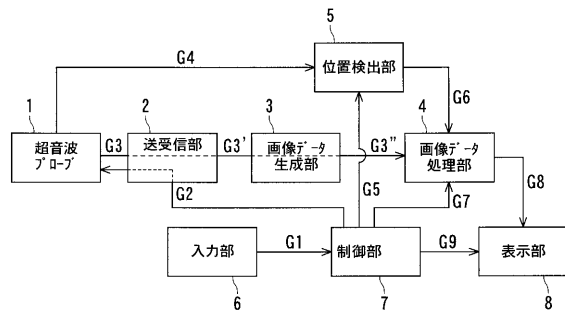 5
位置検出部
G4
G6
1
2
3
4
超音波
プローブ
G3
送受信部
G3'
画像データ
生成部
G3"
画像データ
処理部
G2
G5
G7
G8
入力部
G1
制御部
G9
表示部
6
7
8